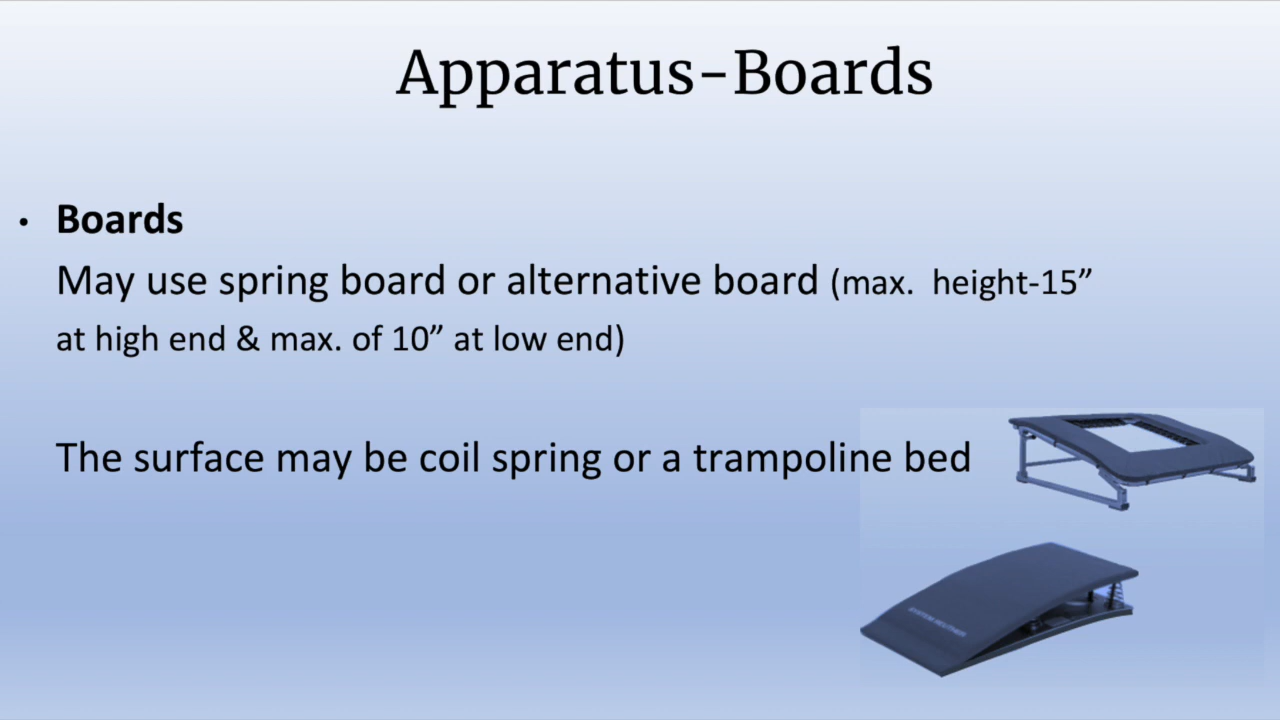 Apparatus-Boards
• Boards
May use spring board or alternative board (max. height-15”
at high end & max. of 10” at low end)
The surface may be coil spring or a trampoline bed